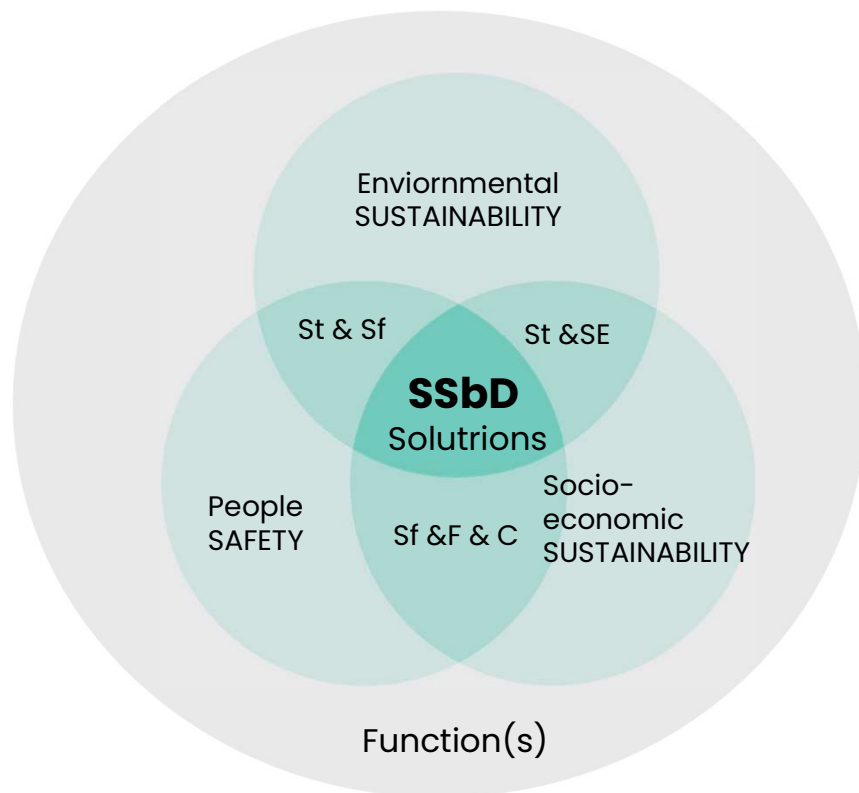 Enviornmental
SUSTAINABILITY
St & Sf
St &SE
SSbD
Solutrions
People
SAFETY
Sf &F & C
Socio-
economic
SUSTAINABILITY
Function(s)